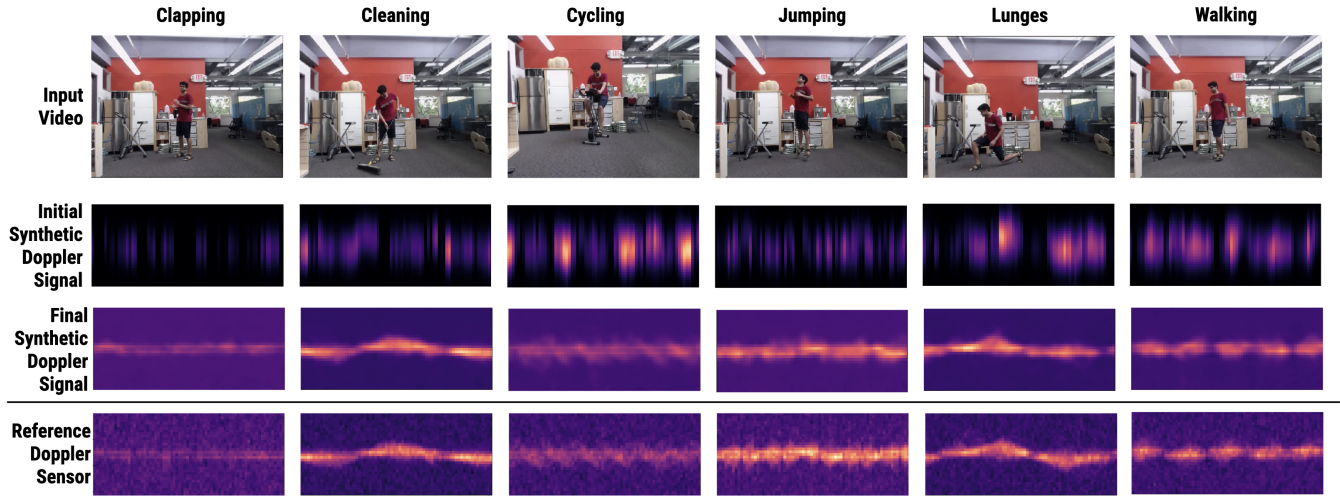 Clapping
Cleaning
Cycling
Jumping
Lunges
Walking
Input
Video
Initial
Synthetic
Doppler
Signal
Final
Synthetic
Doppler
Signal
Reference
Doppler
Sensor